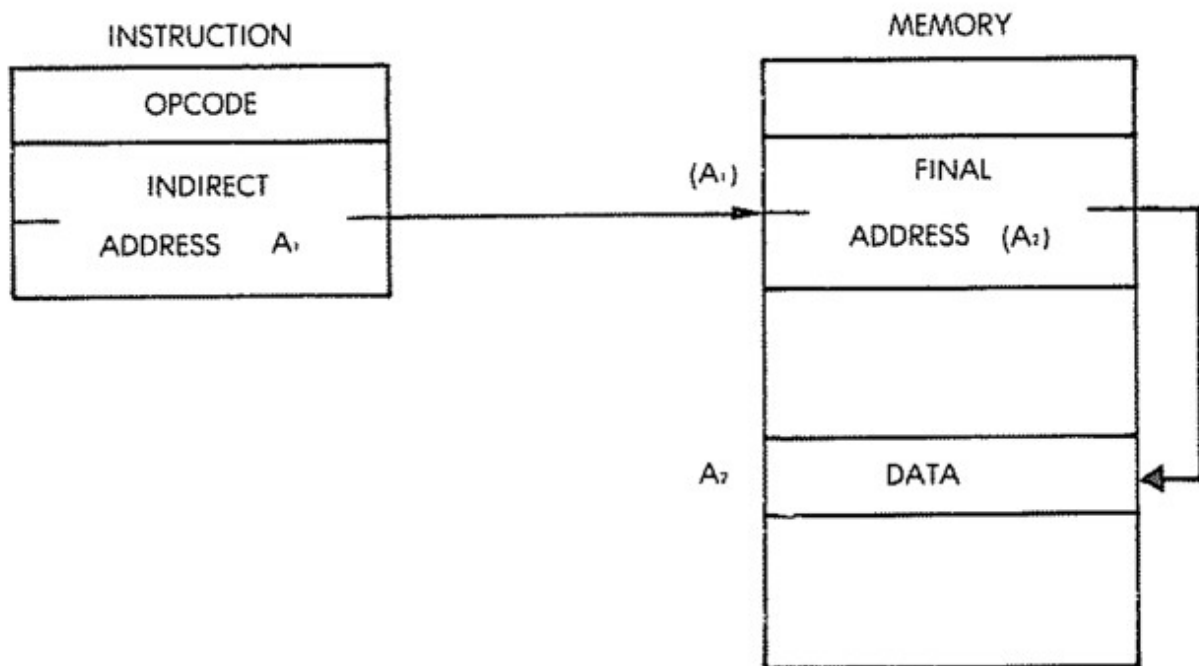 INSTRUCTION
OPCODE
INDIRECT
ADDRESS A₁
MEMORY
(A₁)
FINAL
ADDRESS (A₂)
A₂
DATA